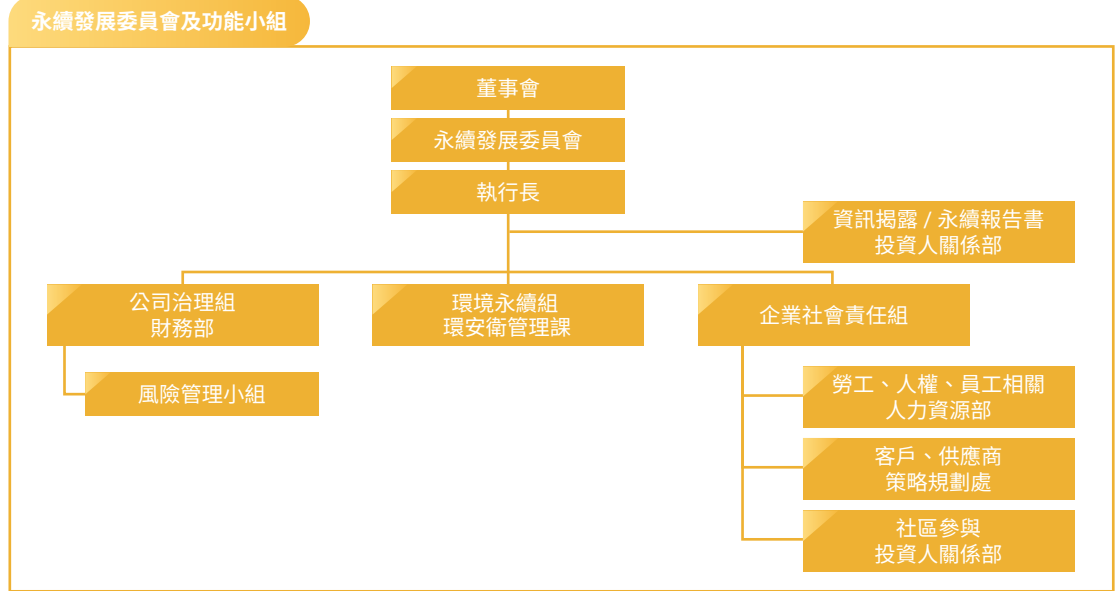 永續發展委員會及功能小組
董事會
永續發展委員會
執行長
資訊揭露 / 永續報告書
投資人關係部
公司治理組
財務部
環境永續組
環安衛管理課
企業社會責任組
風險管理小組
勞工、人權、員工相關
人力資源部
客戶、供應商
策略規劃處
社區參與
投資人關係部